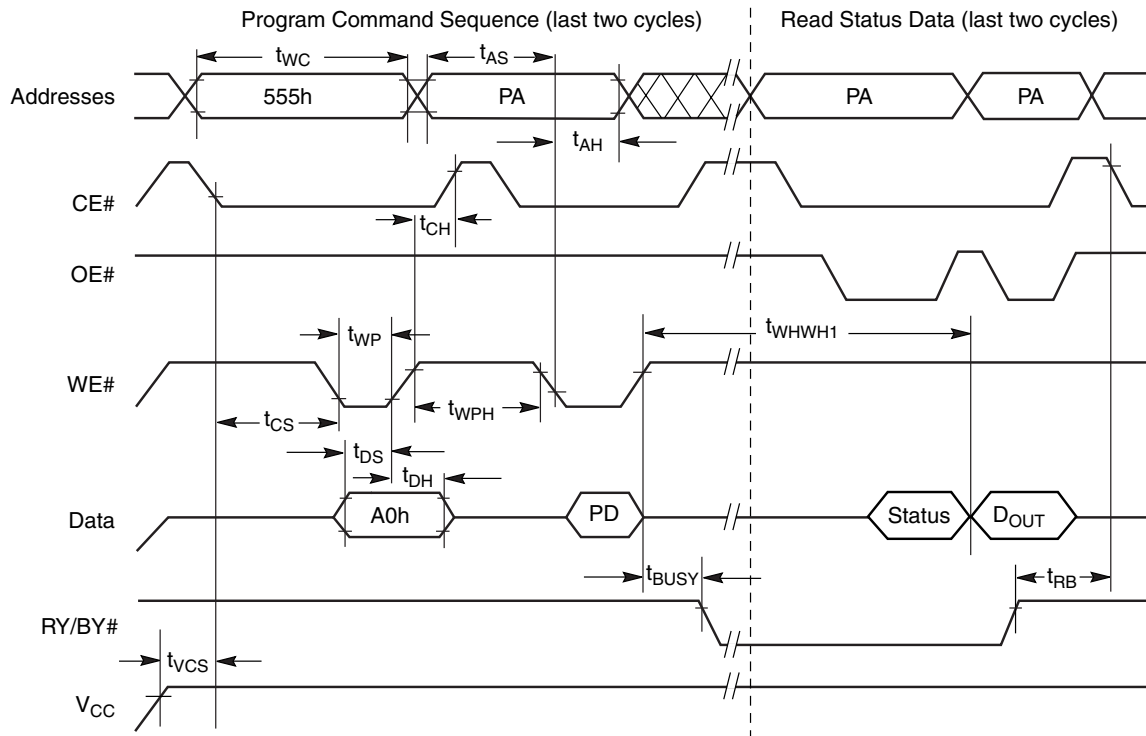 Program Command Sequence (last two cycles) Read Status Data (last two cycles)
tWC tAS
Addresses 555h PA PA PA
tAH
CE#
tCH
OE#
tWP tWHWH1
WE#
tCS tWPH
tDS
tDH
Data A0h PD Status DOUT
tBUSY tRB
RY/BY#
tVCS
VCC